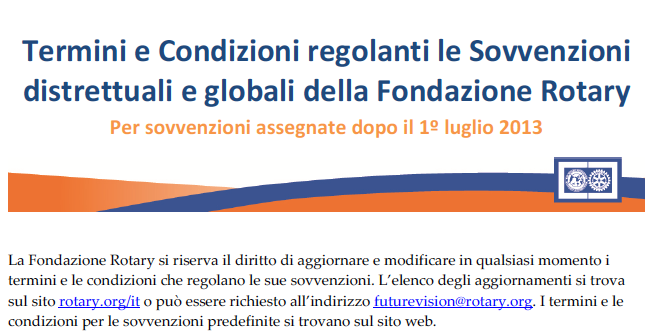 Termini e Condizioni regolanti le Sovvenzioni
distrettuali e globali della Fondazione Rotary
Per sovvenzioni assegnate dopo il 1º luglio 2013
La Fondazione Rotary si riserva il diritto di aggiornare e modificare in qualsiasi momento i
termini e le condizioni che regolano le sue sovvenzioni. L’elenco degli aggiornamenti si trova
sul sito rotary.org/it o può essere richiesto all’indirizzo futurevision@rotary.org. I termini e le
condizioni per le sovvenzioni predefinite si trovano sul sito web.